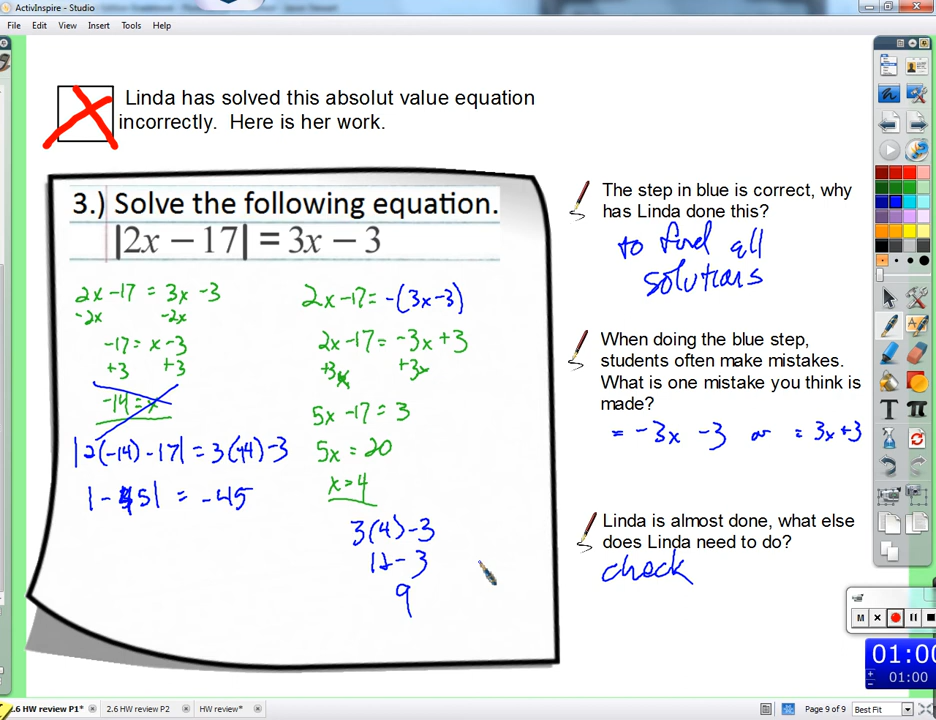 ActivInspire - Studio
File Edit View Insert Tools Help
Linda has solved this absolut value equation
incorrectly. Here is her work.
3.) Solve the following equation.
|2x − 17| = 3x − 3
2x -17 = 3x -3
-2x -2x
-17 = x -3
+3 +3
-14 = x
|2(-14) -17| = 3(-14) -3
|-45| = -45
2x -17 = -(3x -3)
2x -17 = -3x +3
+3x +3x
5x -17 = 3
5x = 20
x = 4
3(4) -3
12 - 3
9
The step in blue is correct, why
has Linda done this?
to find all
solutions
When doing the blue step,
students often make mistakes.
What is one mistake you think is
made?
= -3x -3 or = 3x+3
Linda is almost done, what else
does Linda need to do?
check
M
01:00
01:00
2.6 HW review P1* 2.6 HW review P2 HW review* Page 9 of 9 Best Fit